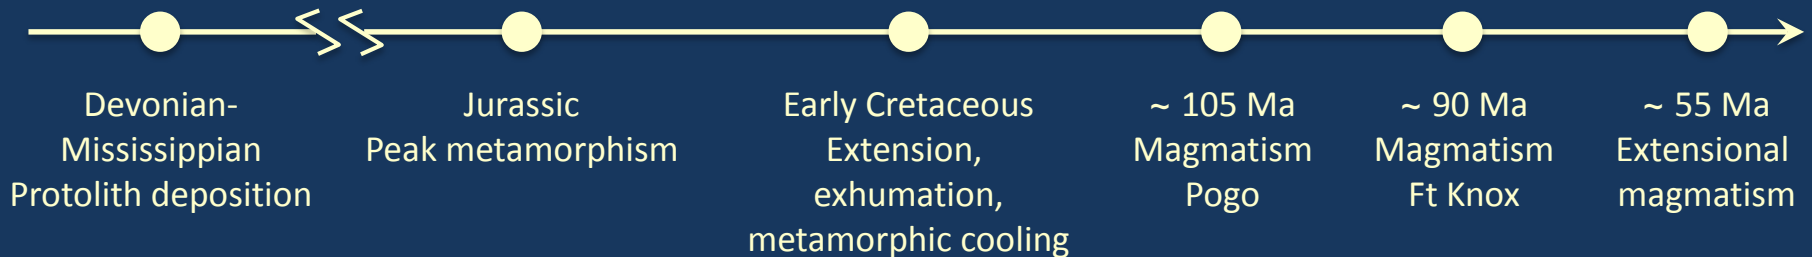 Devonian-
Mississippian
Protolith deposition
Jurassic
Peak metamorphism
Early Cretaceous
Extension,
exhumation,
metamorphic cooling
~ 105 Ma
Magmatism
Pogo
~ 90 Ma
Magmatism
Ft Knox
~ 55 Ma
Extensional
magmatism